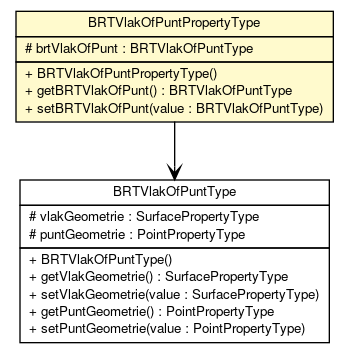 BRTVlakOfPuntPropertyType
# brtVlakOfPunt : BRTVlakOfPuntType
+ BRTVlakOfPuntPropertyType()
+ getBRTVlakOfPunt() : BRTVlakOfPuntType
+ setBRTVlakOfPunt(value : BRTVlakOfPuntType)
BRTVlakOfPuntType
# vlakGeometrie : SurfacePropertyType
# puntGeometrie : PointPropertyType
+ BRTVlakOfPuntType()
+ getVlakGeometrie() : SurfacePropertyType
+ setVlakGeometrie(value : SurfacePropertyType)
+ getPuntGeometrie() : PointPropertyType
+ setPuntGeometrie(value : PointPropertyType)